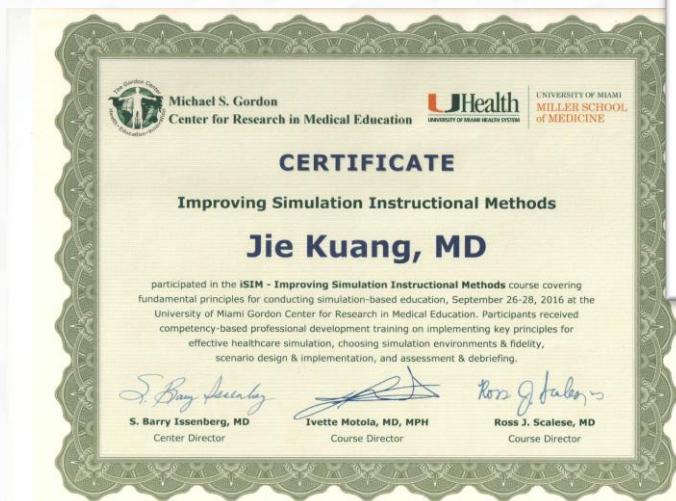 The Gordon Center
Michael S. Gordon
Center for Research in Medical Education
UHealth
UNIVERSITY OF MIAMI HEALTH SYSTEM
UNIVERSITY OF MIAMI
MILLER SCHOOL
of MEDICINE
CERTIFICATE
Improving Simulation Instructional Methods
Jie Kuang, MD
participated in the iSIM - Improving Simulation Instructional Methods course covering
fundamental principles for conducting simulation-based education, September 26-28, 2016 at the
University of Miami Gordon Center for Research in Medical Education. Participants received
competency-based professional development training on implementing key principles for
effective healthcare simulation, choosing simulation environments & fidelity,
scenario design & implementation, and assessment & debriefing.
S. Barry Issenberg, MD
Center Director
Ivette Motola, MD, MPH
Course Director
Ross J. Scalese, MD
Course Director